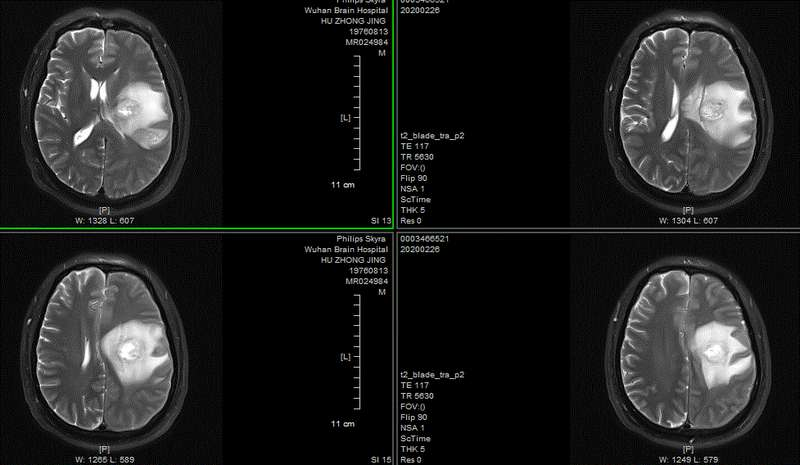 Philips Skyra
Wuhan Brain Hospital
HU ZHONG JING
19760813
MR024984
M
[L]
11 cm
[P]
W: 1328 L: 607
SI 13
0003466521
20200226
t2_blade_tra_p2
TE 117
TR 5630
FOV:()
Flip 90
NSA 1
ScTime
THK 5
Res 0
[P]
W: 1304 L: 607
Philips Skyra
Wuhan Brain Hospital
HU ZHONG JING
19760813
MR024984
M
[L]
11 cm
[P]
W: 1265 L: 589
SI 15
0003466521
20200226
t2_blade_tra_p2
TE 117
TR 5630
FOV:()
Flip 90
NSA 1
ScTime
THK 5
Res 0
[P]
W: 1249 L: 579